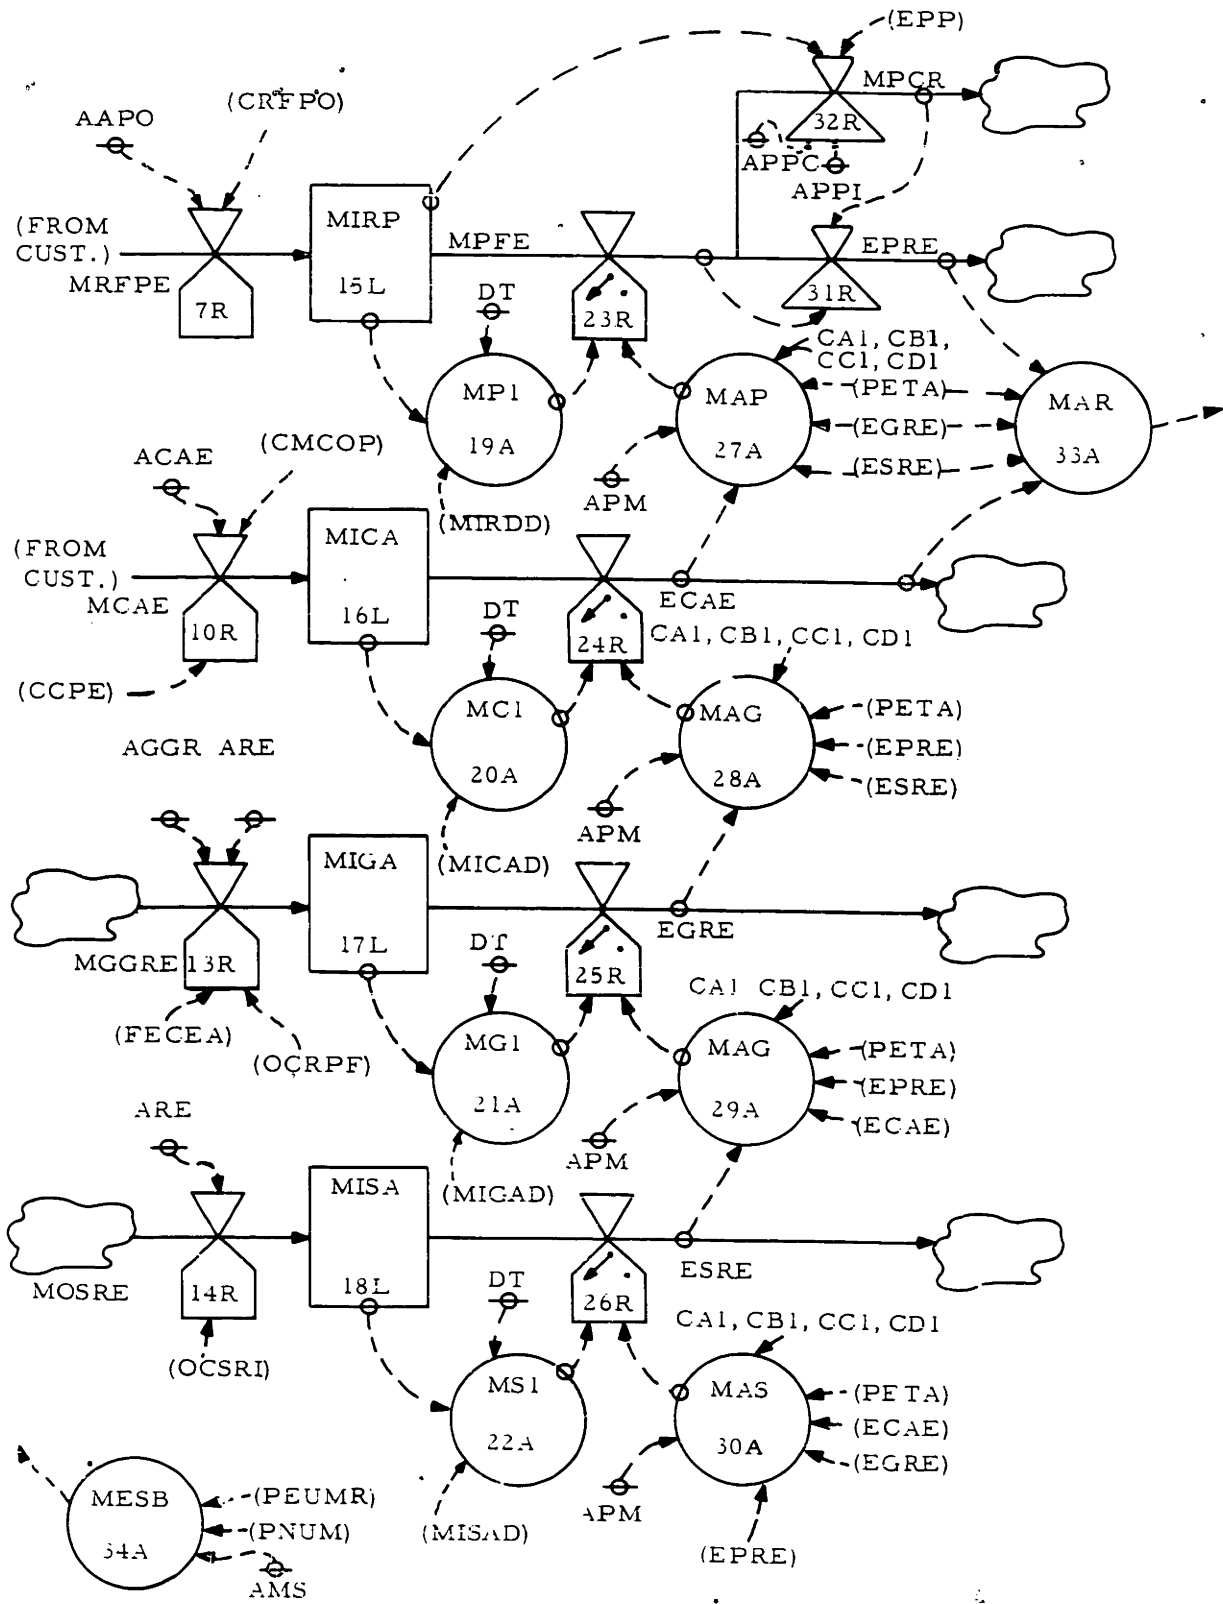 (EPP)
MPCR
AAPO
(CRFPO)
32R
APPC
APPI
(FROM
CUST.)
MRFPE
7R
MIRP
15L
MPFE
23R
EPRE
31R
DT
CA1, CB1,
CC1, CD1
MP1
19A
MAP
27A
(PETA)
(EGRE)
(ESRE)
MAR
33A
APM
(MIRDD)
ACAE
(CMCOP)
(FROM
CUST.)
MCAE
10R
(CCPE)
MICA
16L
ECAE
24R
DT
CA1, CB1, CC1, CD1
MC1
20A
MAG
28A
(PETA)
(EPRE)
(ESRE)
APM
(MICAD)
AGGR ARE
MGGRE
13R
(FECEA)
(OCRPF)
MIGA
17L
EGRE
25R
DT
CA1 CB1, CC1, CD1
MG1
21A
MAG
29A
(PETA)
(EPRE)
(ECAE)
APM
(MIGAD)
ARE
MOSRE
14R
(OCSRI)
MISA
18L
ESRE
26R
DT
CA1, CB1, CC1, CD1
MS1
22A
MAS
30A
(PETA)
(ECAE)
(EGRE)
APM
(MISAD)
(EPRE)
MESB
34A
(PEUMR)
(PNUM)
AMS